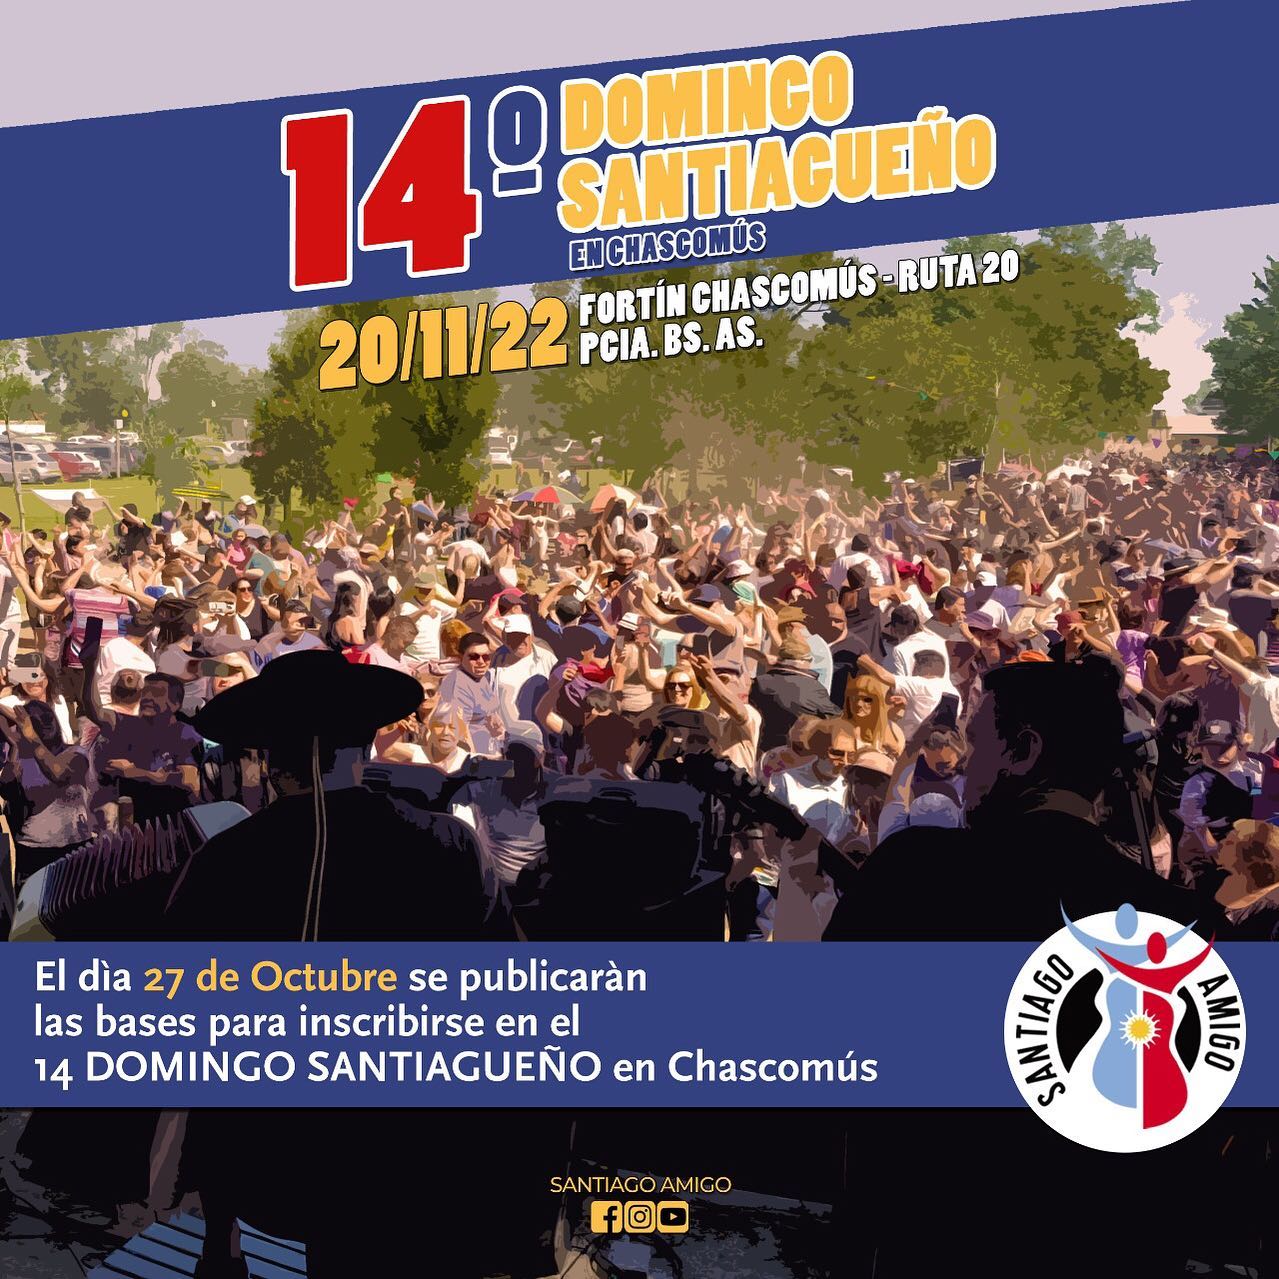 14º DOMINGO
SANTIAGUEÑO
EN CHASCOMÚS
20/11/22 FORTÍN CHASCOMÚS - RUTA 20
PCIA. BS. AS.
El dìa 27 de Octubre se publicaràn
las bases para inscribirse en el
14 DOMINGO SANTIAGUEÑO en Chascomús
SANTIAGO AMIGO
SANTIAGO AMIGO